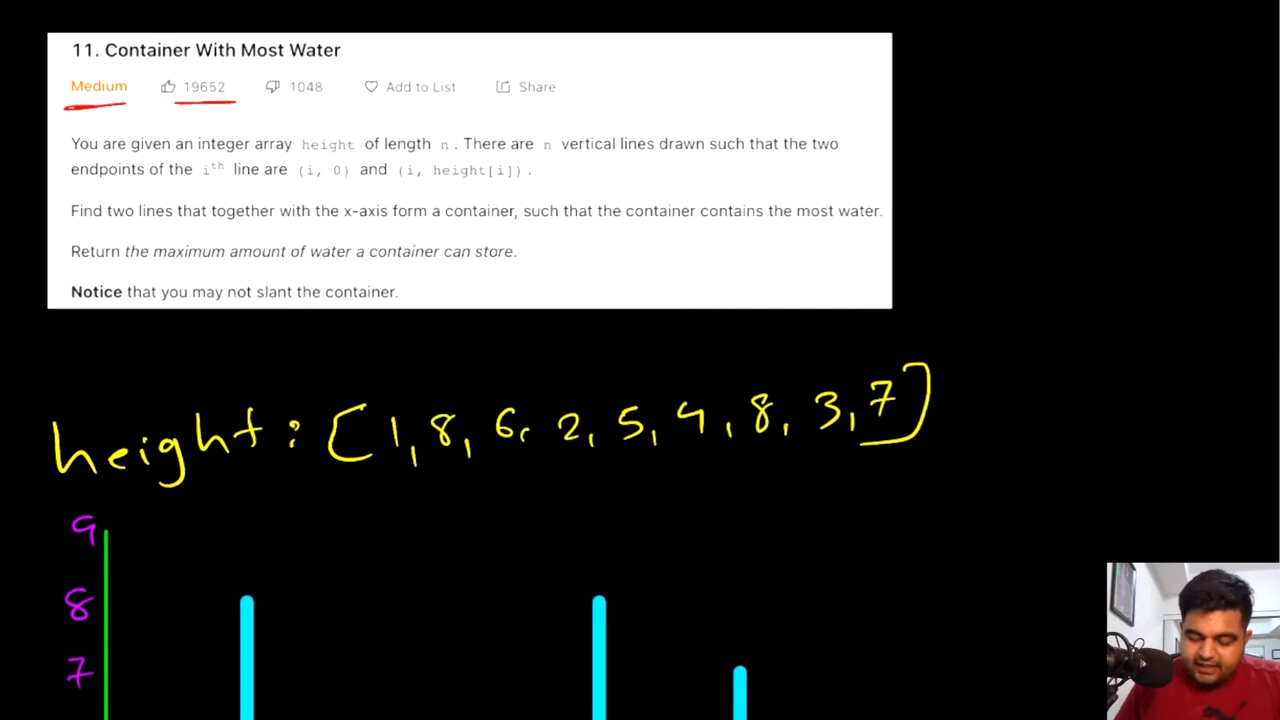 11. Container With Most Water
Medium 19652 1048 Add to List Share
You are given an integer array height of length n. There are n vertical lines drawn such that the two
endpoints of the ith line are (i, 0) and (i, height[i]).
Find two lines that together with the x-axis form a container, such that the container contains the most water.
Return the maximum amount of water a container can store.
Notice that you may not slant the container.
height: [1, 8, 6, 2, 5, 4, 8, 3, 7]
9
8
7